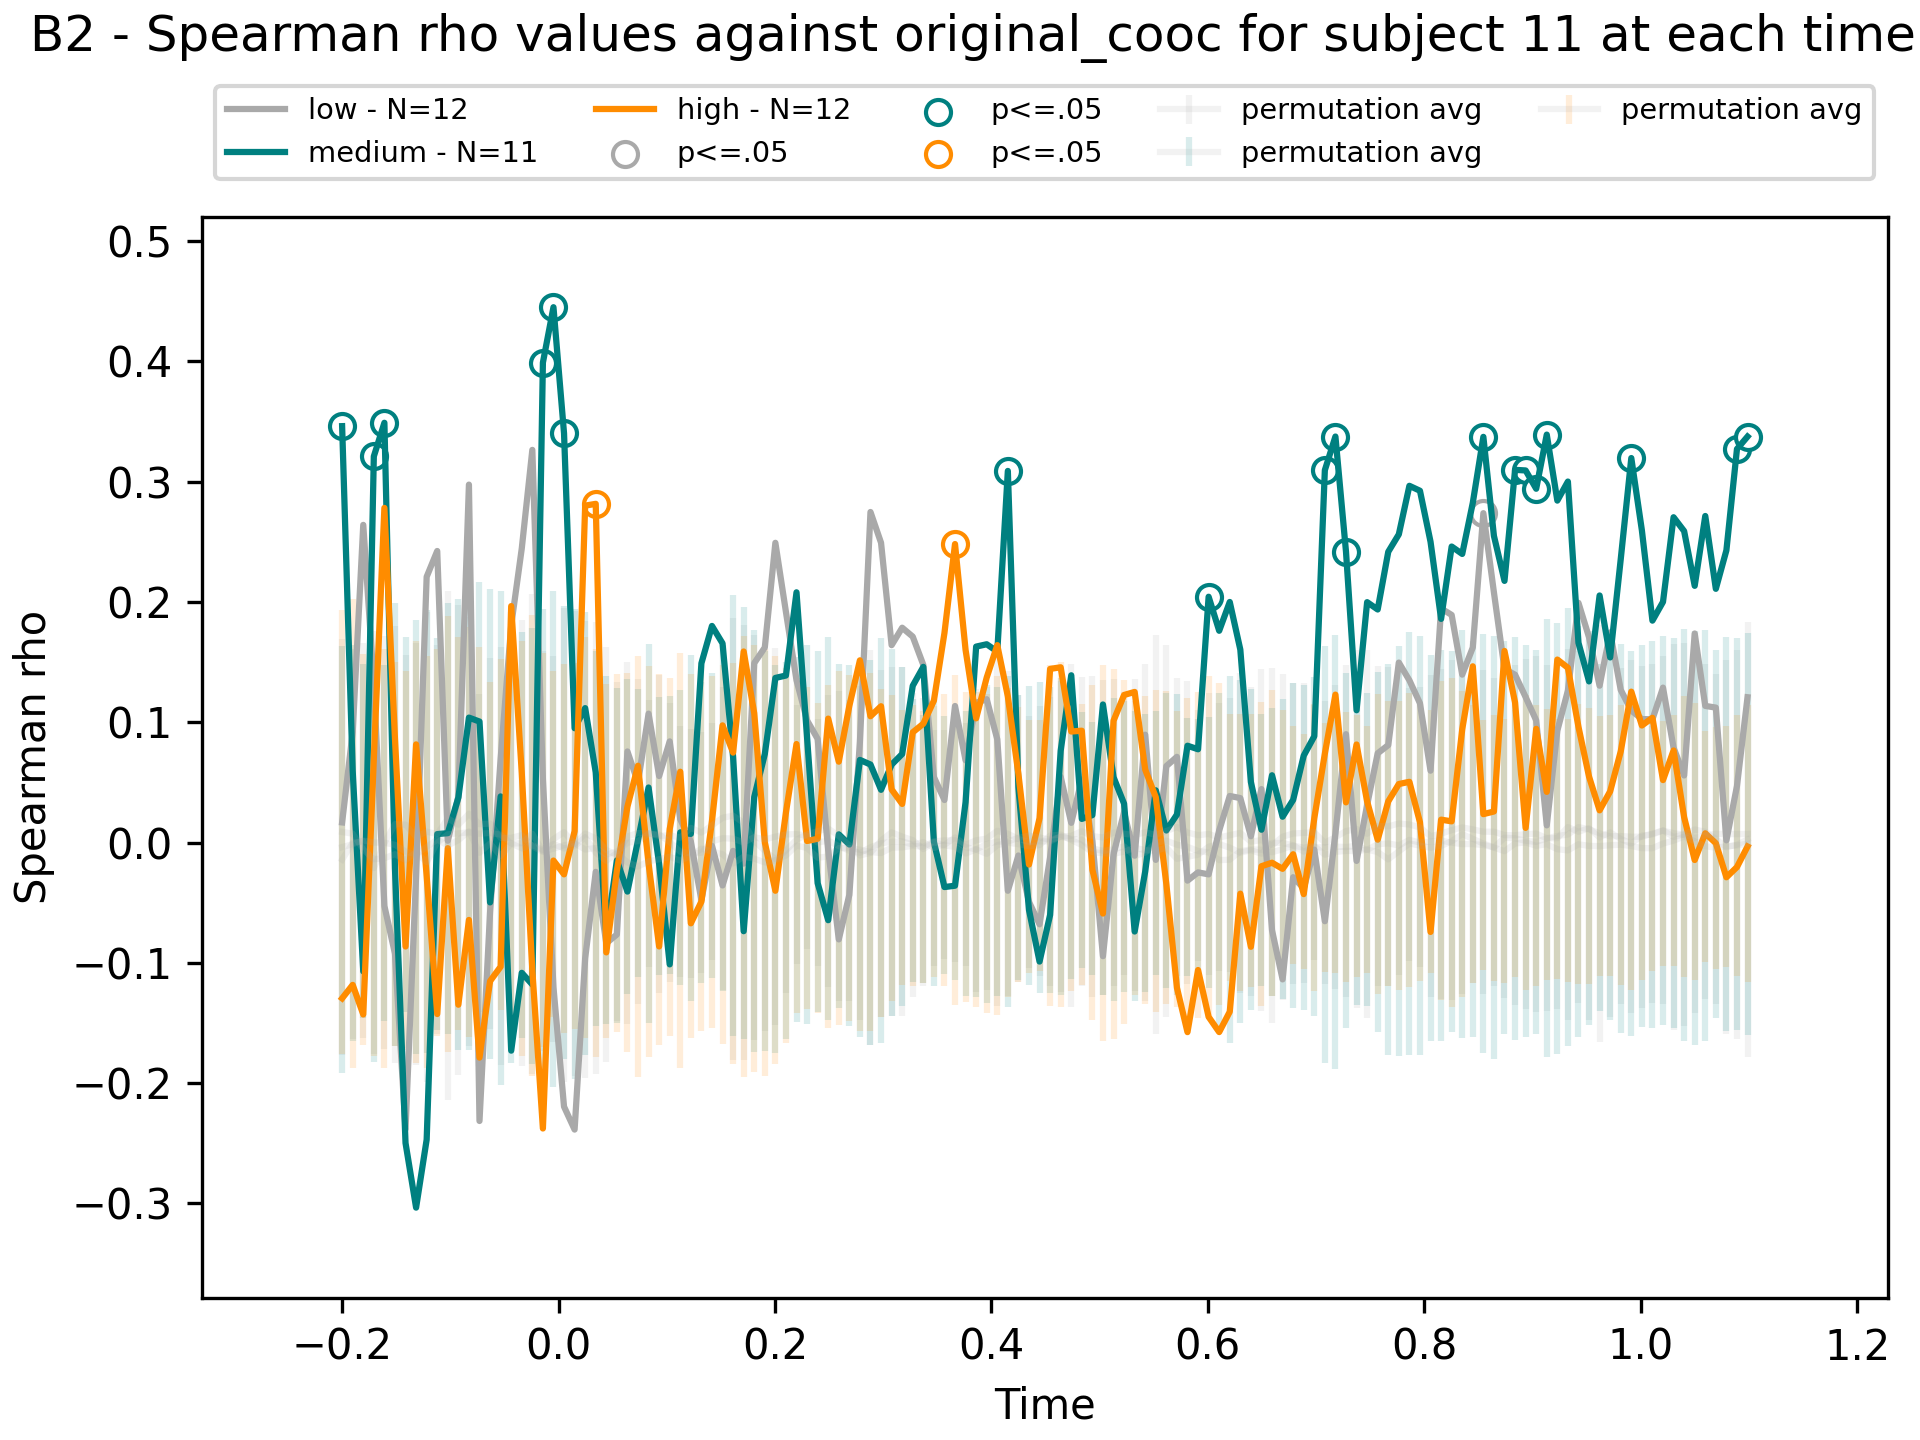 B2 - Spearman rho values against original_cooc for subject 11 at each time
low - N=12
medium - N=11
high - N=12
p<=.05
p<=.05
p<=.05
permutation avg
permutation avg
permutation avg
0.5
0.4
0.3
0.2
0.1
0.0
−0.1
−0.2
−0.3
Spearman rho
−0.2 0.0 0.2 0.4 0.6 0.8 1.0 1.2
Time